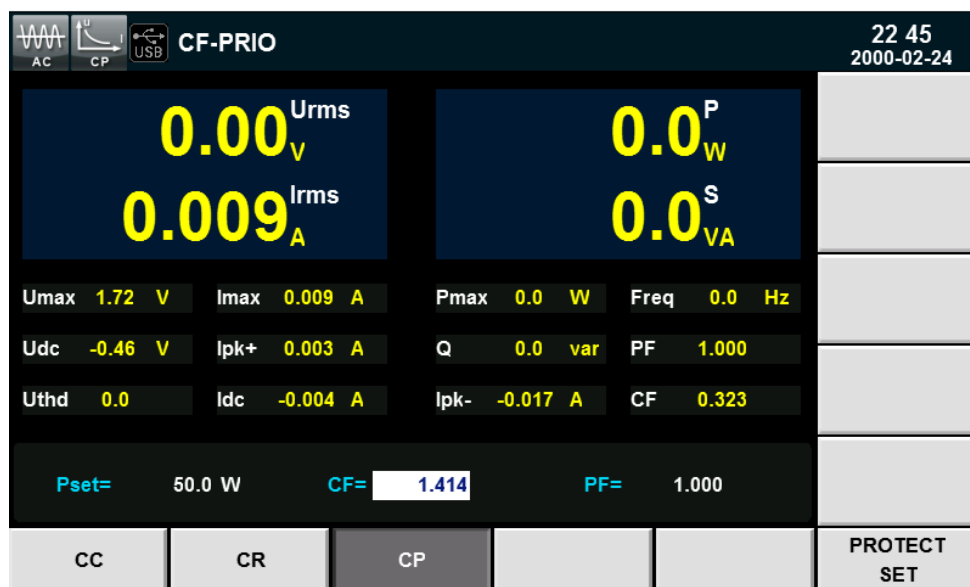 AC U I CP USB CF-PRIO 22 45
2000-02-24
0.00 Urms V 0.0 P W
0.009 Irms A 0.0 S VA
Umax 1.72 V Imax 0.009 A Pmax 0.0 W Freq 0.0 Hz
Udc -0.46 V Ipk+ 0.003 A Q 0.0 var PF 1.000
Uthd 0.0 Idc -0.004 A Ipk- -0.017 A CF 0.323
Pset= 50.0 W CF= 1.414 PF= 1.000
CC CR CP PROTECT
SET